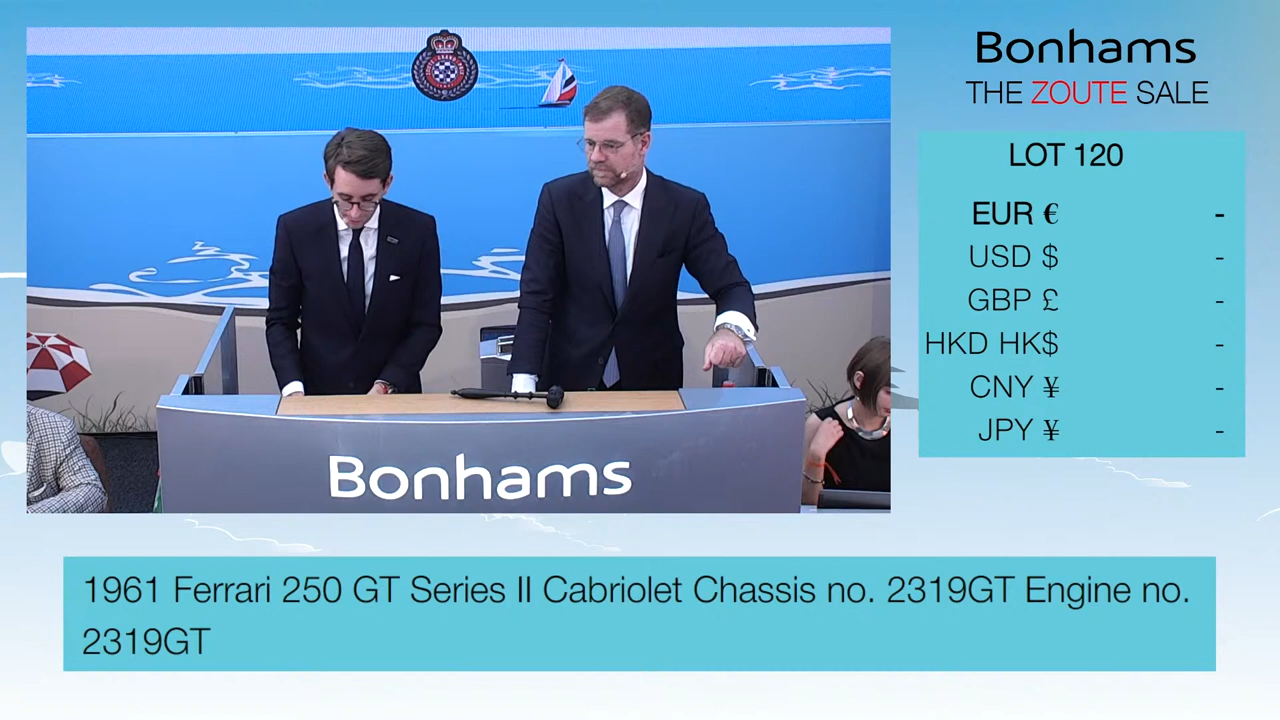 Bonhams
THE ZOUTE SALE
LOT 120
EUR € -
USD $ -
GBP £ -
HKD HK$ -
CNY ¥ -
JPY ¥ -
Bonhams
1961 Ferrari 250 GT Series II Cabriolet Chassis no. 2319GT Engine no.
2319GT